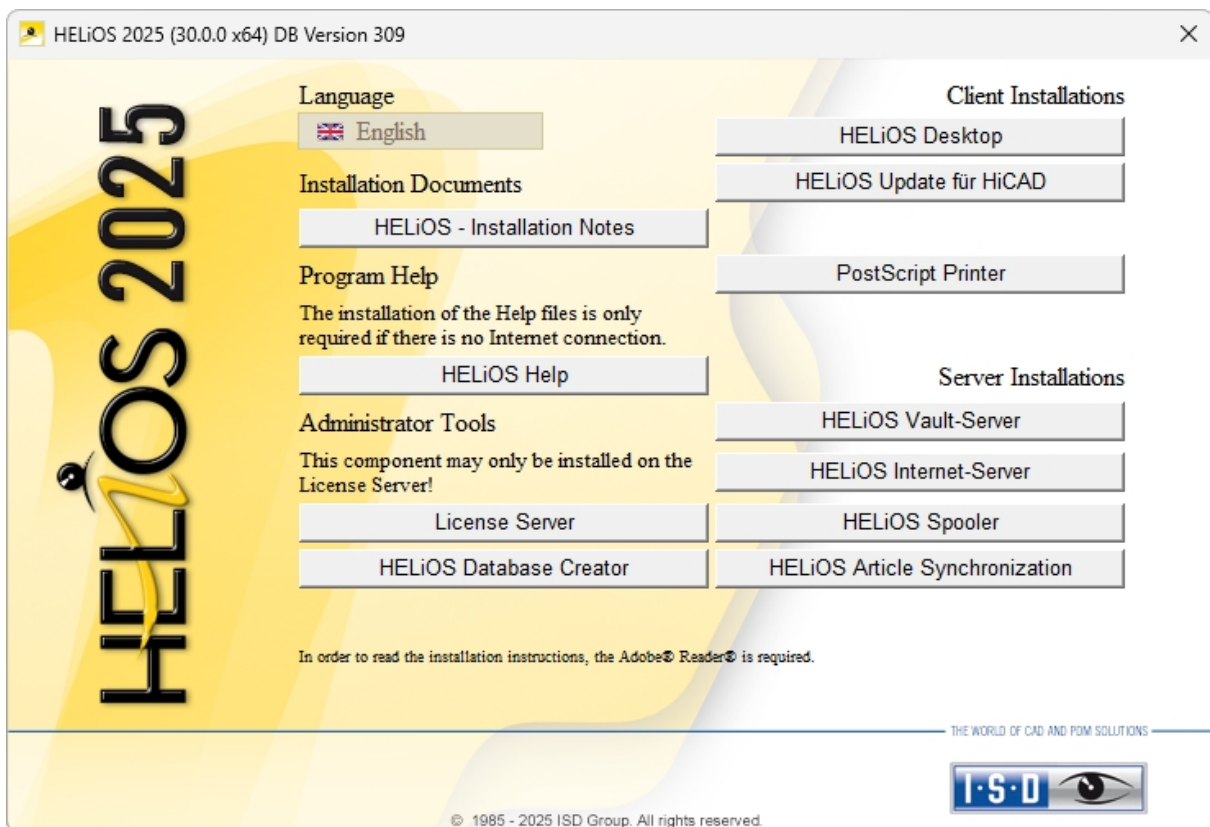 HELiOS 2025 (30.0.0 x64) DB Version 309
HELiOS 2025
Language
English
Installation Documents
HELiOS - Installation Notes
Program Help
The installation of the Help files is only
required if there is no Internet connection.
HELiOS Help
Administrator Tools
This component may only be installed on the
License Server!
License Server
HELiOS Database Creator
Client Installations
HELiOS Desktop
HELiOS Update für HiCAD
PostScript Printer
Server Installations
HELiOS Vault-Server
HELiOS Internet-Server
HELiOS Spooler
HELiOS Article Synchronization
In order to read the installation instructions, the Adobe® Reader® is required.
THE WORLD OF CAD AND PDM SOLUTIONS
I·S·D
© 1985 - 2025 ISD Group. All rights reserved.